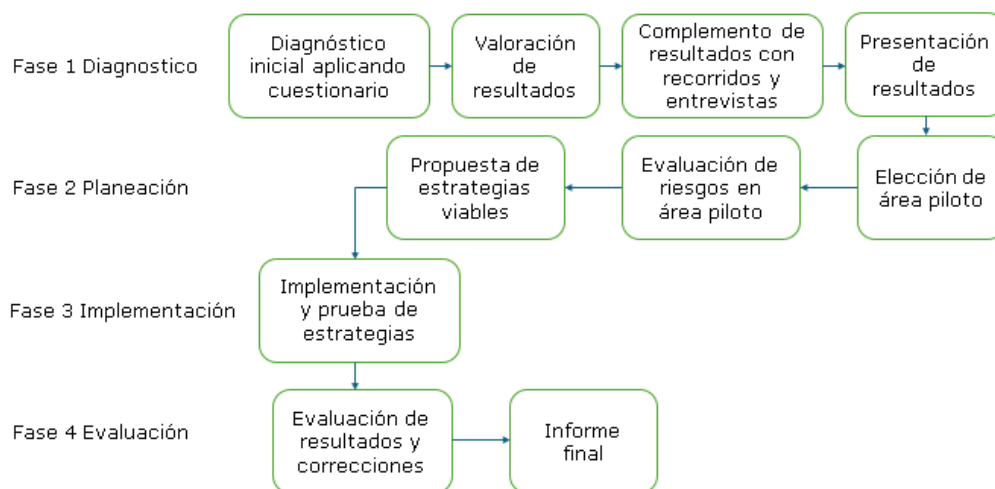 Fase 1 Diagnostico
Diagnóstico
inicial aplicando
cuestionario
Valoración
de
resultados
Complemento de
resultados con
recorridos y
entrevistas
Presentación
de
resultados
Fase 2 Planeación
Propuesta de
estrategias
viables
Evaluación de
riesgos en
área piloto
Elección de
área piloto
Fase 3 Implementación
Implementación
y prueba de
estrategias
Fase 4 Evaluación
Evaluación de
resultados y
correcciones
Informe
final